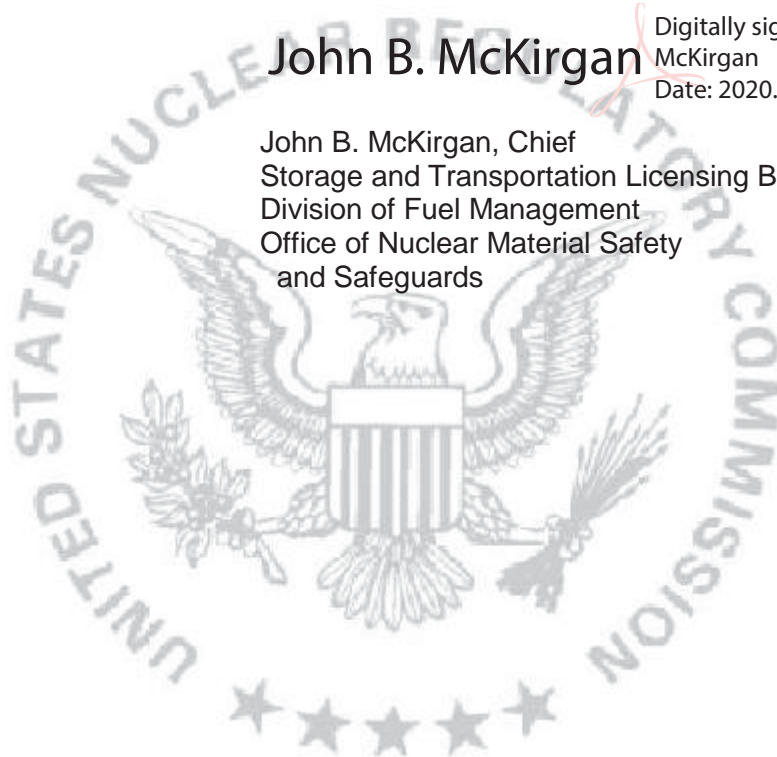 John B. McKirgan
Digitally sig
McKirgan
Date: 2020.
John B. McKirgan, Chief
Storage and Transportation Licensing B
Division of Fuel Management
Office of Nuclear Material Safety
and Safeguards
UNITED STATES NUCLEAR REGULATORY COMMISSION